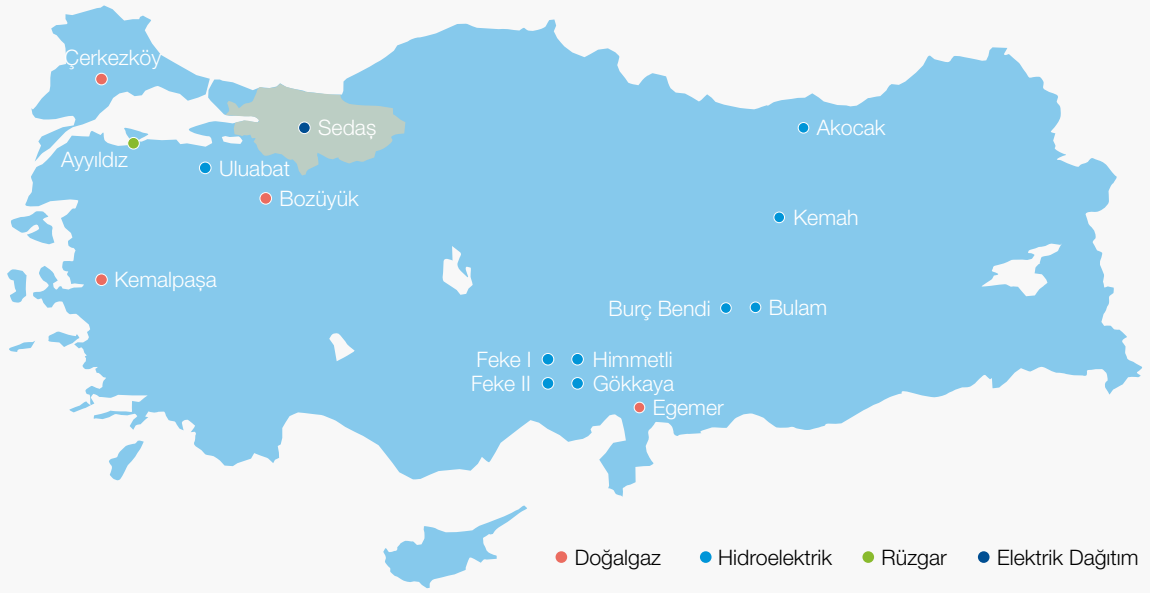 Çerkezköy
Sedaş
Akocak
Ayyıldız
Uluabat
Bozüyük
Kemah
Kemalpaşa
Burç Bendi
Bulam
Feke I
Himmetli
Feke II
Gökkaya
Egemer
Doğalgaz
Hidroelektrik
Rüzgar
Elektrik Dağıtım